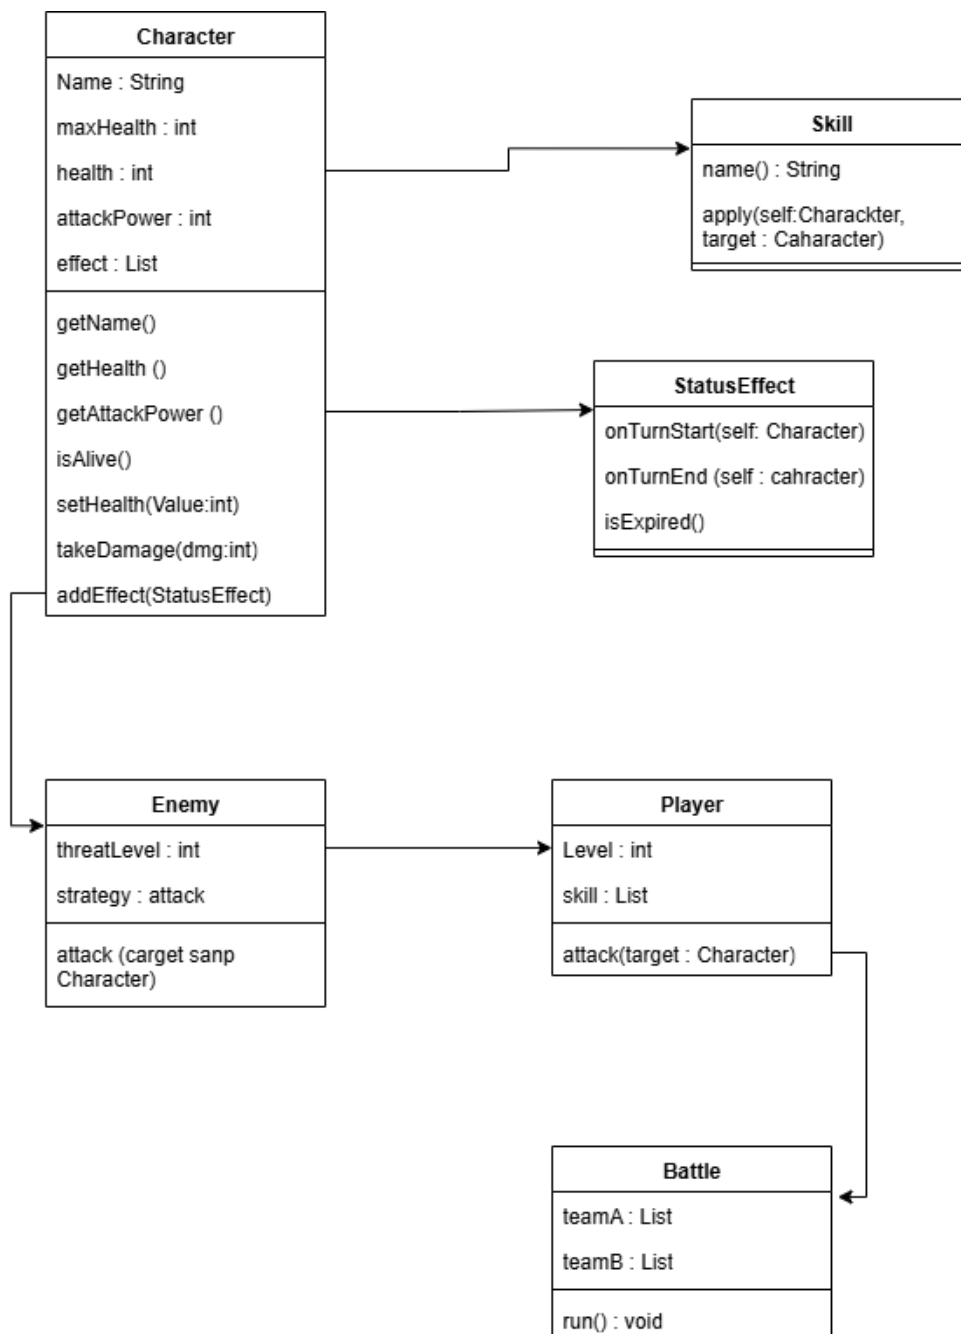 Character
Name : String
maxHealth : int
health : int
attackPower : int
effect : List
getName()
getHealth ()
getAttackPower ()
isAlive()
setHealth(Value:int)
takeDamage(dmg:int)
addEffect(StatusEffect)
Skill
name() : String
apply(self:Charackter,
target : Caharacter)
StatusEffect
onTurnStart(self: Character)
onTurnEnd (self : cahracter)
isExpired()
Enemy
threatLevel : int
strategy : attack
attack (carget sanp
Character)
Player
Level : int
skill : List
attack(target : Character)
Battle
teamA : List
teamB : List
run() : void